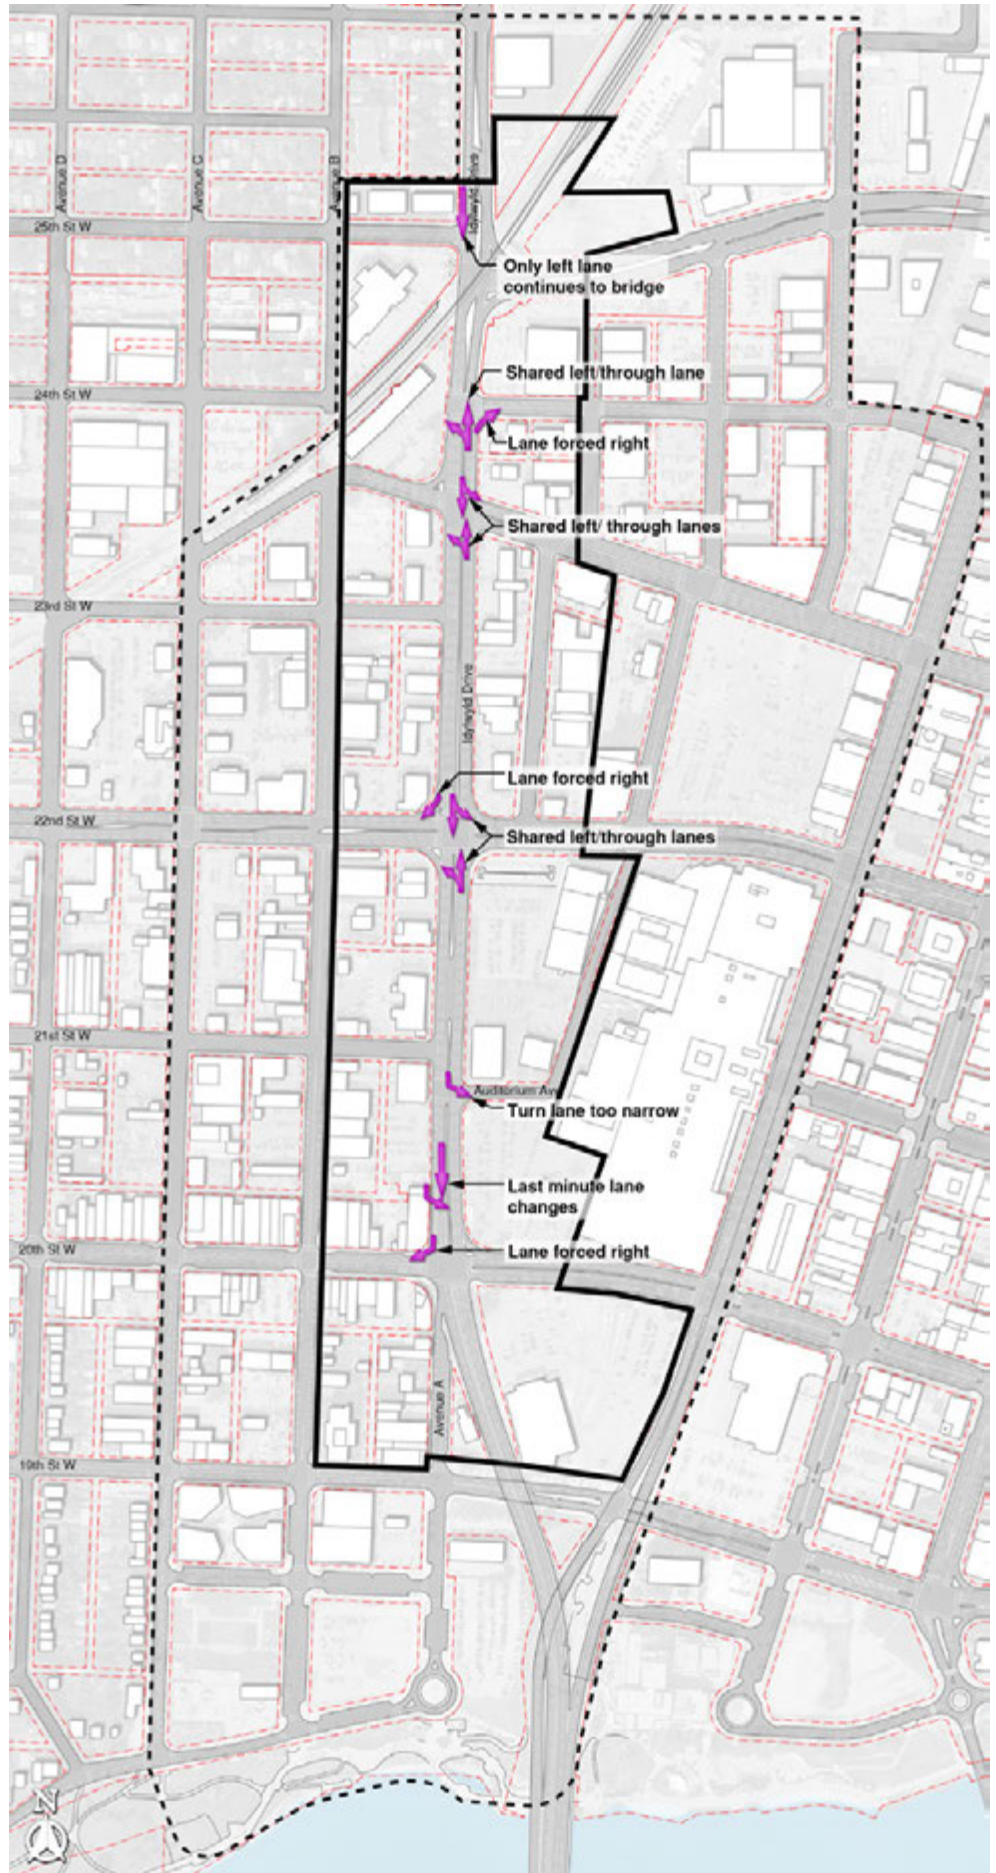 Avenue D
Avenue C
Avenue B
Idylwyld Drive
25th St W
Only left lane
continues to bridge
Shared left/through lane
24th St W
Lane forced right
Shared left/ through lanes
23rd St W
Idylwyld Drive
Lane forced right
22nd St W
Shared left/through lanes
21st St W
Auditorium Ave
Turn lane too narrow
Last minute lane
changes
20th St W
Lane forced right
Avenue A
19th St W
N